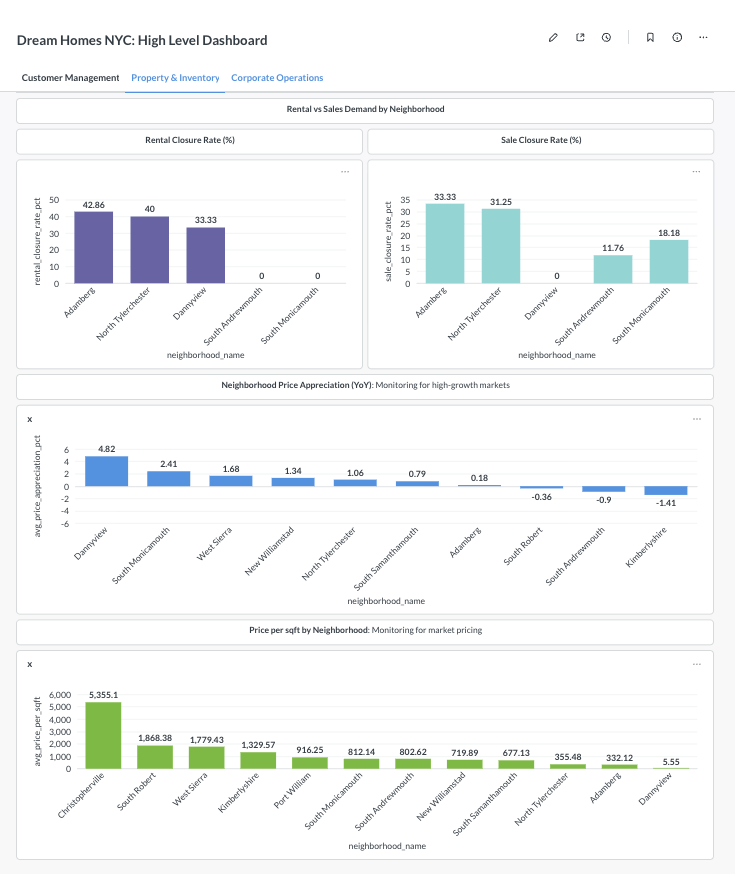 Dream Homes NYC: High Level Dashboard
Customer Management Property & Inventory Corporate Operations
Rental vs Sales Demand by Neighborhood
Rental Closure Rate (%)
Sale Closure Rate (%)
rental_closure_rate_pct
50
40
30
20
10
0
42.86
40
33.33
0
0
Adamberg
North Tylerchester
Dannyview
South Andrewmouth
South Monicamouth
neighborhood_name
sale_closure_rate_pct
35
30
25
20
15
10
5
0
33.33
31.25
0
11.76
18.18
Adamberg
North Tylerchester
Dannyview
South Andrewmouth
South Monicamouth
neighborhood_name
Neighborhood Price Appreciation (YoY): Monitoring for high-growth markets
x
avg_price_appreciation_pct
6
4
2
0
-2
-4
-6
4.82
2.41
1.68
1.34
1.06
0.79
0.18
-0.36
-0.9
-1.41
Dannyview
South Monicamouth
West Sierra
New Williamstad
North Tylerchester
South Samanthamouth
Adamberg
South Robert
South Andrewmouth
Kimberlyshire
neighborhood_name
Price per sqft by Neighborhood: Monitoring for market pricing
x
avg_price_per_sqft
6,000
5,000
4,000
3,000
2,000
1,000
0
5,355.1
1,868.38
1,779.43
1,329.57
916.25
812.14
802.62
719.89
677.13
355.48
332.12
5.55
Christopherville
South Robert
West Sierra
Kimberlyshire
Port William
South Monicamouth
South Andrewmouth
New Williamstad
South Samanthamouth
North Tylerchester
Adamberg
Dannyview
neighborhood_name